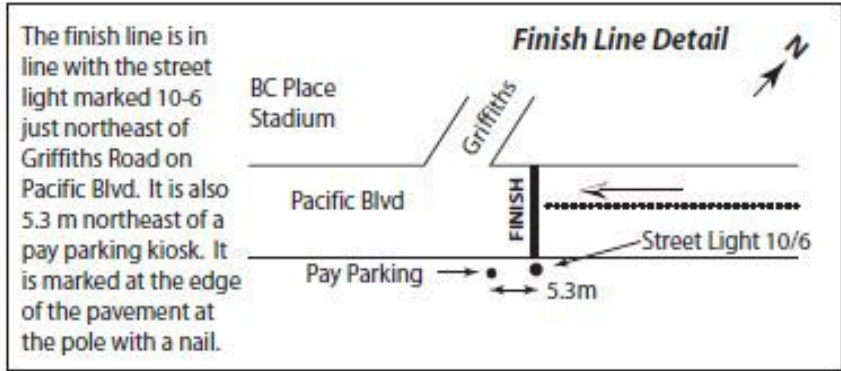 The finish line is in
line with the street
light marked 10-6
just northeast of
Griffiths Road on
Pacific Blvd. It is also
5.3 m northeast of a
pay parking kiosk. It
is marked at the edge
of the pavement at
the pole with a nail.
Finish Line Detail
N
BC Place
Stadium
Griffiths
Pacific Blvd
FINISH
Street Light 10/6
Pay Parking
5.3m